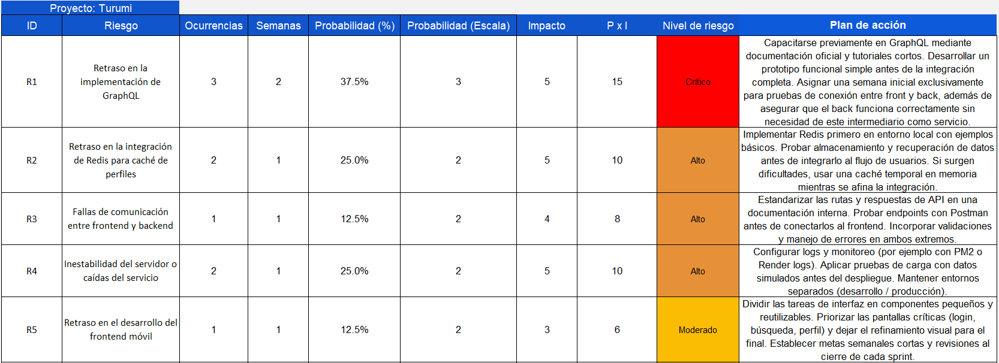 Proyecto: Turumi
ID
Riesgo
Ocurrencias
Semanas
Probabilidad (%)
Probabilidad (Escala)
Impacto
P x I
Nivel de riesgo
Plan de acción
R1
Retraso en la
implementación de
GraphQL
3
2
37.5%
3
5
15
Crítico
Capacitarse previamente en GraphQL mediante
documentación oficial y tutoriales cortos. Desarrollar un
prototipo funcional simple antes de la integración
completa. Asignar una semana inicial exclusivamente
para pruebas de conexión entre front y back, además de
asegurar que el back funciona correctamente sin
necesidad de este intermediario como servicio.
R2
Retraso en la integración
de Redis para caché de
perfiles
2
1
25.0%
2
5
10
Alto
Implementar Redis primero en entorno local con ejemplos
básicos. Probar almacenamiento y recuperación de datos
antes de integrarlo al flujo de usuarios. Si surgen
dificultades, usar una caché temporal en memoria
mientras se afina la integración.
R3
Fallas de comunicación
entre frontend y backend
1
1
12.5%
2
4
8
Alto
Estandarizar las rutas y respuestas de API en una
documentación interna. Probar endpoints con Postman
antes de conectarlos al frontend. Incorporar validaciones
y manejo de errores en ambos extremos.
R4
Inestabilidad del servidor o
caídas del servicio
2
1
25.0%
2
5
10
Alto
Configurar logs y monitoreo (por ejemplo con PM2 o
Render logs). Aplicar pruebas de carga con datos
simulados antes del despliegue. Mantener entornos
separados (desarrollo / producción).
R5
Retraso en el desarrollo del
frontend móvil
1
1
12.5%
2
3
6
Moderado
Dividir las tareas de interfaz en componentes pequeños y
reutilizables. Priorizar las pantallas críticas (login,
búsqueda, perfil) y dejar el refinamiento visual para el
final. Establecer metas semanales cortas y revisiones al
cierre de cada sprint.